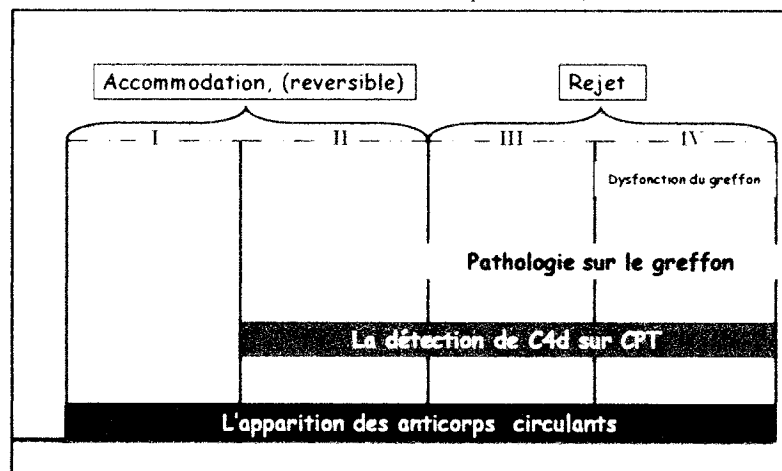 Accommodation, (reversible) Rejet
I II III IV
Dysfonction du greffon
Pathologie sur le greffon
La détection de C4d sur CPT
L'apparition des anticorps circulants